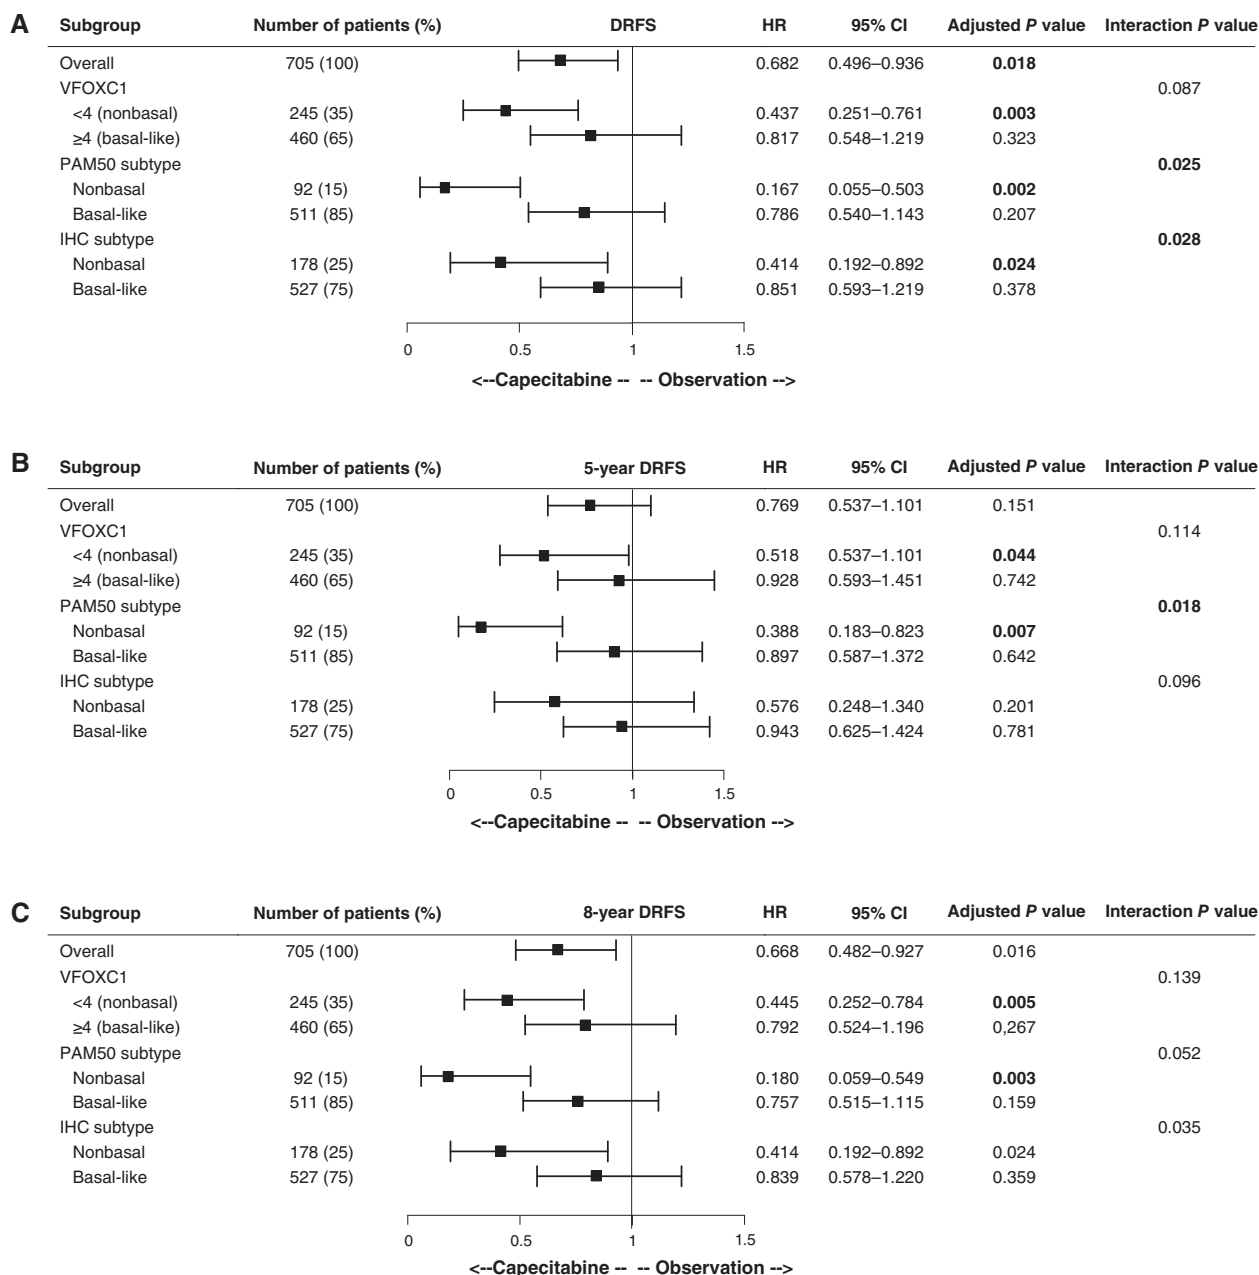 A Subgroup Number of patients (%) DRFS HR 95% CI Adjusted P value Interaction P value
Overall 705 (100) 0.682 0.496–0.936 0.018
VFOXC1 0.087
<4 (nonbasal) 245 (35) 0.437 0.251–0.761 0.003
≥4 (basal-like) 460 (65) 0.817 0.548–1.219 0.323
PAM50 subtype 0.025
Nonbasal 92 (15) 0.167 0.055–0.503 0.002
Basal-like 511 (85) 0.786 0.540–1.143 0.207
IHC subtype 0.028
Nonbasal 178 (25) 0.414 0.192–0.892 0.024
Basal-like 527 (75) 0.851 0.593–1.219 0.378
0 0.5 1 1.5
<--Capecitabine -- -- Observation -->
B Subgroup Number of patients (%) 5-year DRFS HR 95% CI Adjusted P value Interaction P value
Overall 705 (100) 0.769 0.537–1.101 0.151
VFOXC1 0.114
<4 (nonbasal) 245 (35) 0.518 0.537–1.101 0.044
≥4 (basal-like) 460 (65) 0.928 0.593–1.451 0.742
PAM50 subtype 0.018
Nonbasal 92 (15) 0.388 0.183–0.823 0.007
Basal-like 511 (85) 0.897 0.587–1.372 0.642
IHC subtype 0.096
Nonbasal 178 (25) 0.576 0.248–1.340 0.201
Basal-like 527 (75) 0.943 0.625–1.424 0.781
0 0.5 1 1.5
<--Capecitabine -- -- Observation -->
C Subgroup Number of patients (%) 8-year DRFS HR 95% CI Adjusted P value Interaction P value
Overall 705 (100) 0.668 0.482–0.927 0.016
VFOXC1 0.139
<4 (nonbasal) 245 (35) 0.445 0.252–0.784 0.005
≥4 (basal-like) 460 (65) 0.792 0.524–1.196 0,267
PAM50 subtype 0.052
Nonbasal 92 (15) 0.180 0.059–0.549 0.003
Basal-like 511 (85) 0.757 0.515–1.115 0.159
IHC subtype 0.035
Nonbasal 178 (25) 0.414 0.192–0.892 0.024
Basal-like 527 (75) 0.839 0.578–1.220 0.359
0 0.5 1 1.5
<--Capecitabine -- -- Observation -->